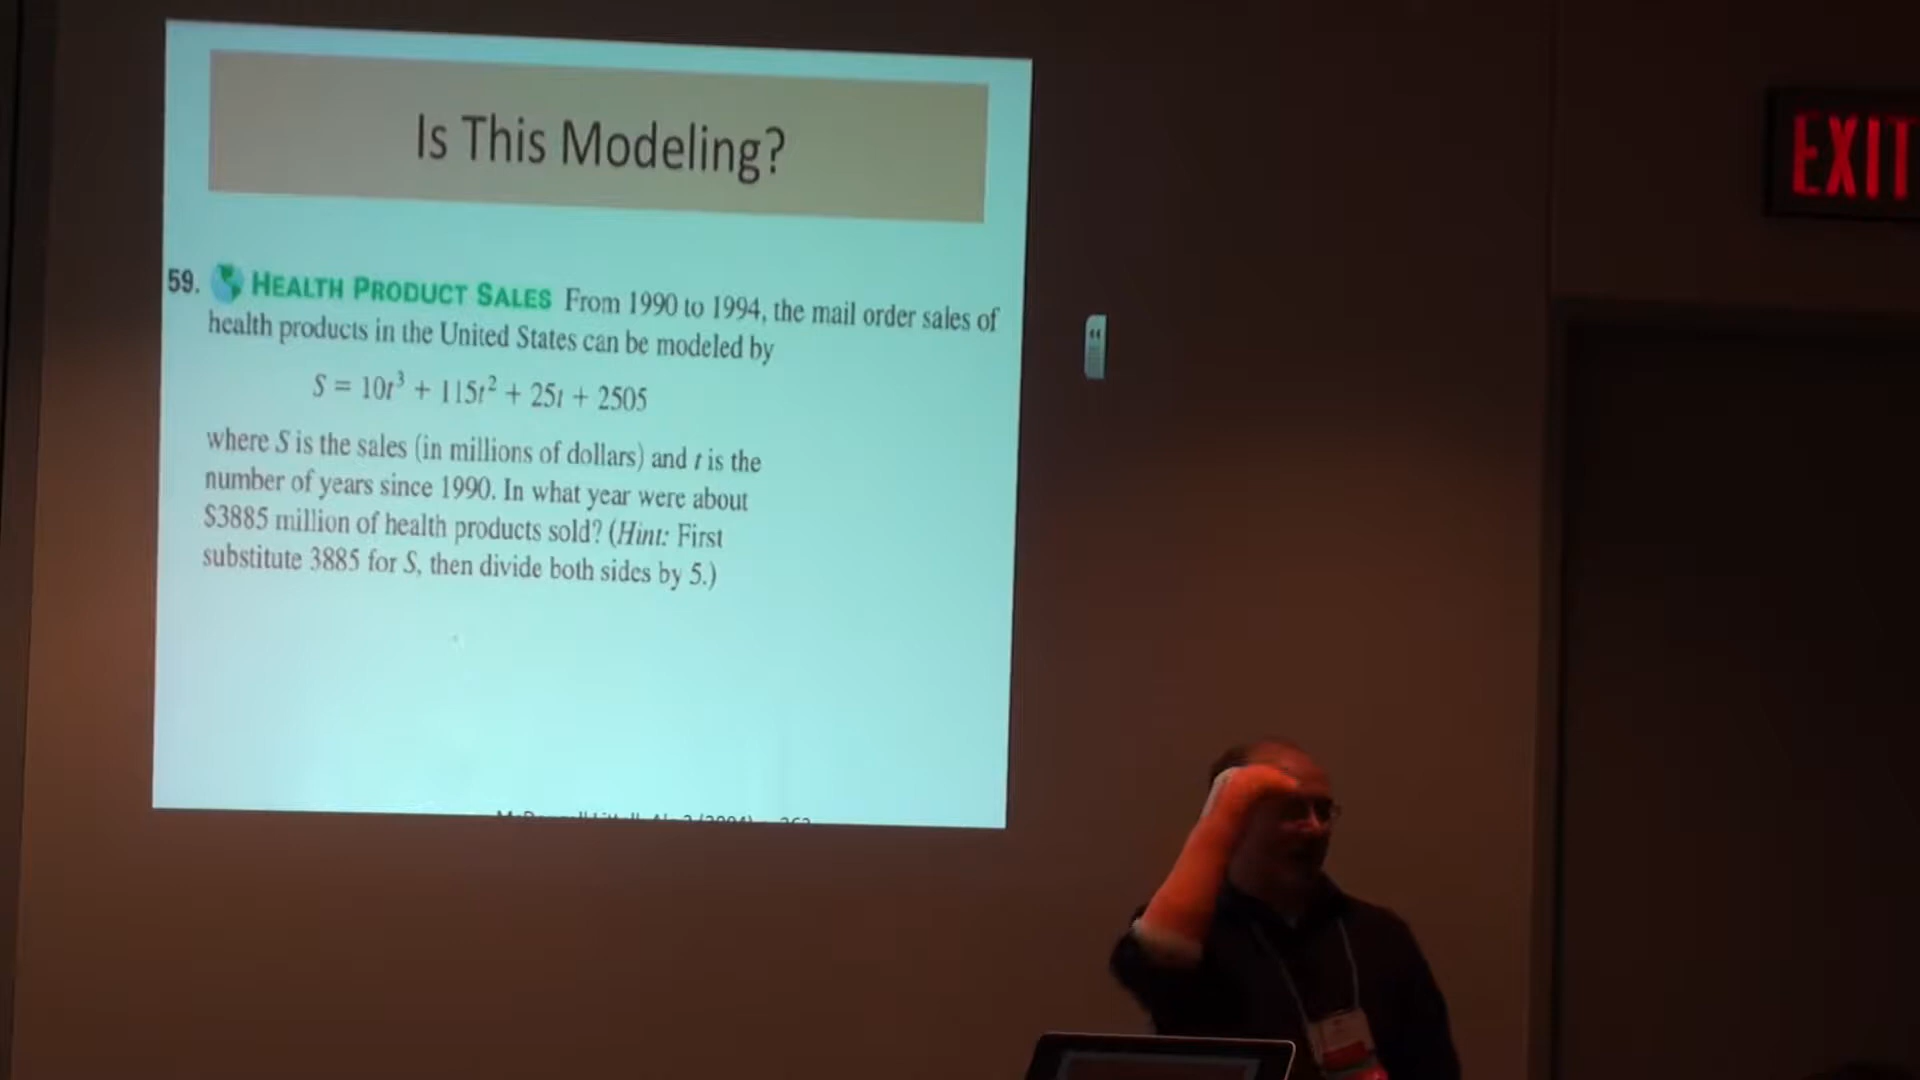 Is This Modeling?
59. HEALTH PRODUCT SALES From 1990 to 1994, the mail order sales of
health products in the United States can be modeled by
S = 10t³ + 115t² + 25t + 2505
where S is the sales (in millions of dollars) and t is the
number of years since 1990. In what year were about
$3885 million of health products sold? (Hint: First
substitute 3885 for S, then divide both sides by 5.)
EXIT